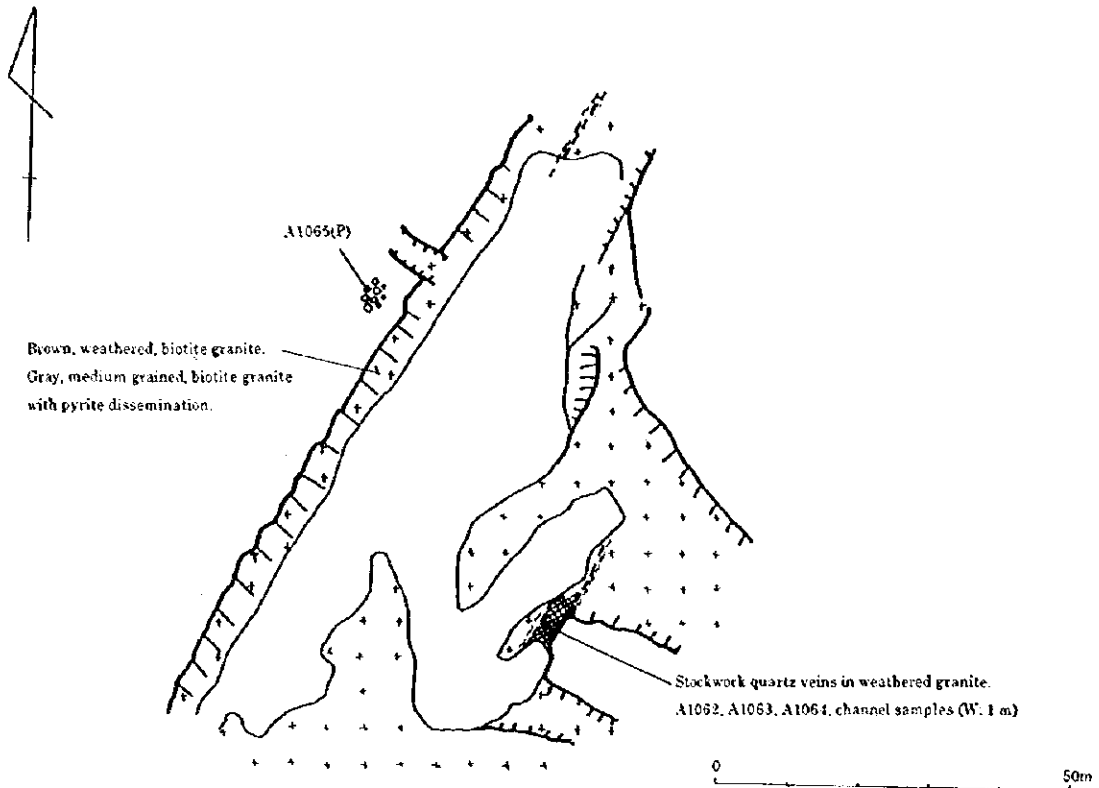 A1065(P)
Brown, weathered, biotite granite.
Gray, medium grained, biotite granite
with pyrite dissemination.
Stockwork quartz veins in weathered granite.
A1062, A1063, A1064, channel samples (W: 1 m)
0 50m